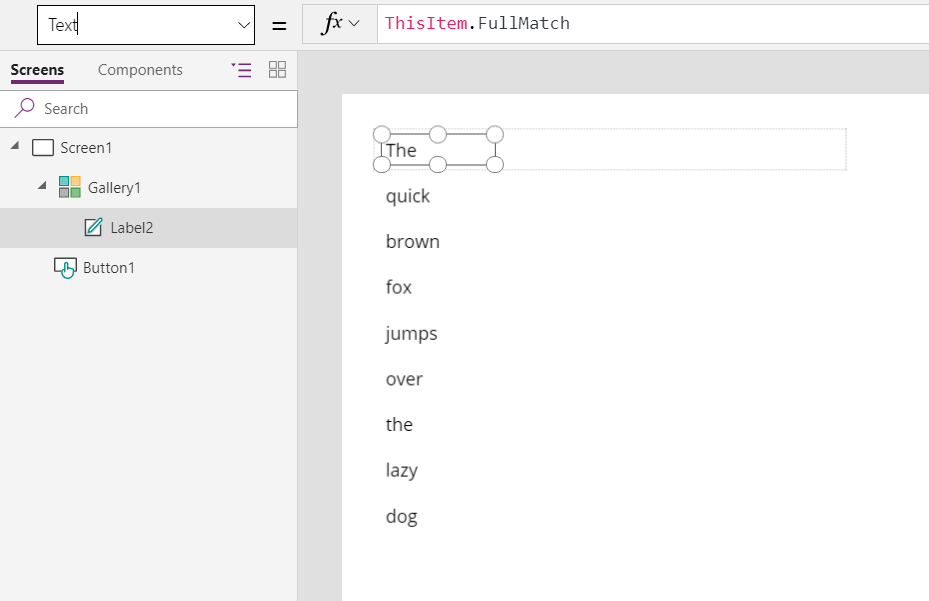 Text = fx ThisItem.FullMatch
Screens Components
Search
Screen1
Gallery1
Label2
Button1
The
quick
brown
fox
jumps
over
the
lazy
dog